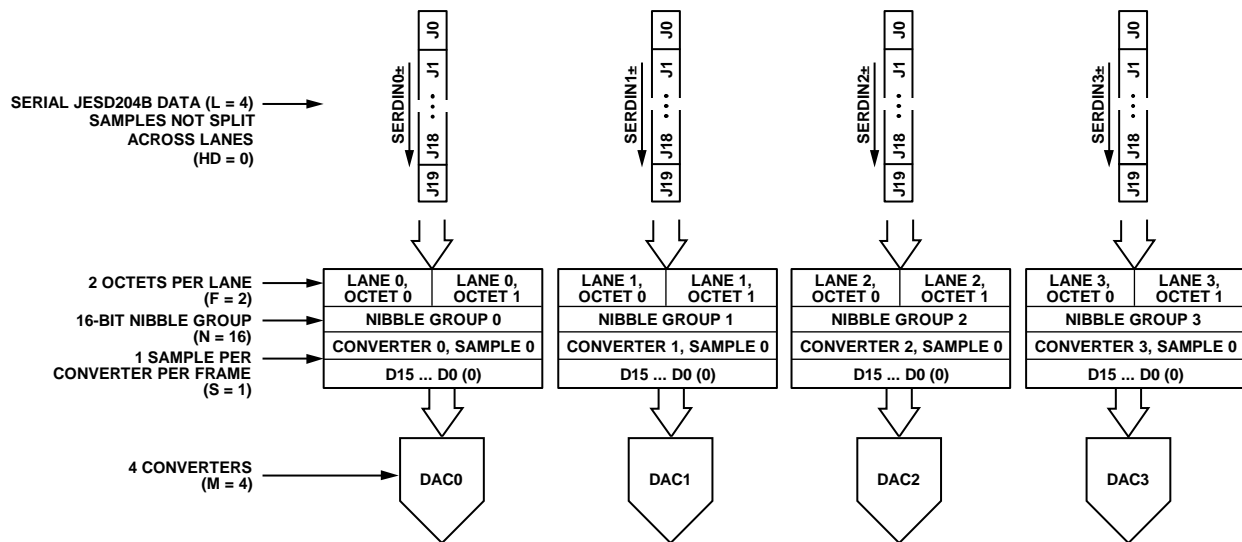 J0
J1
• • •
J18
J19
SERDIN0±
J0
J1
• • •
J18
J19
SERDIN1±
J0
J1
• • •
J18
J19
SERDIN2±
J0
J1
• • •
J18
J19
SERDIN3±
SERIAL JESD204B DATA (L = 4)
SAMPLES NOT SPLIT
ACROSS LANES
(HD = 0)
2 OCTETS PER LANE
(F = 2)
16-BIT NIBBLE GROUP
(N = 16)
1 SAMPLE PER
CONVERTER PER FRAME
(S = 1)
4 CONVERTERS
(M = 4)
LANE 0,
OCTET 0
LANE 0,
OCTET 1
NIBBLE GROUP 0
CONVERTER 0, SAMPLE 0
D15 ... D0 (0)
DAC0
LANE 1,
OCTET 0
LANE 1,
OCTET 1
NIBBLE GROUP 1
CONVERTER 1, SAMPLE 0
D15 ... D0 (0)
DAC1
LANE 2,
OCTET 0
LANE 2,
OCTET 1
NIBBLE GROUP 2
CONVERTER 2, SAMPLE 0
D15 ... D0 (0)
DAC2
LANE 3,
OCTET 0
LANE 3,
OCTET 1
NIBBLE GROUP 3
CONVERTER 3, SAMPLE 0
D15 ... D0 (0)
DAC3